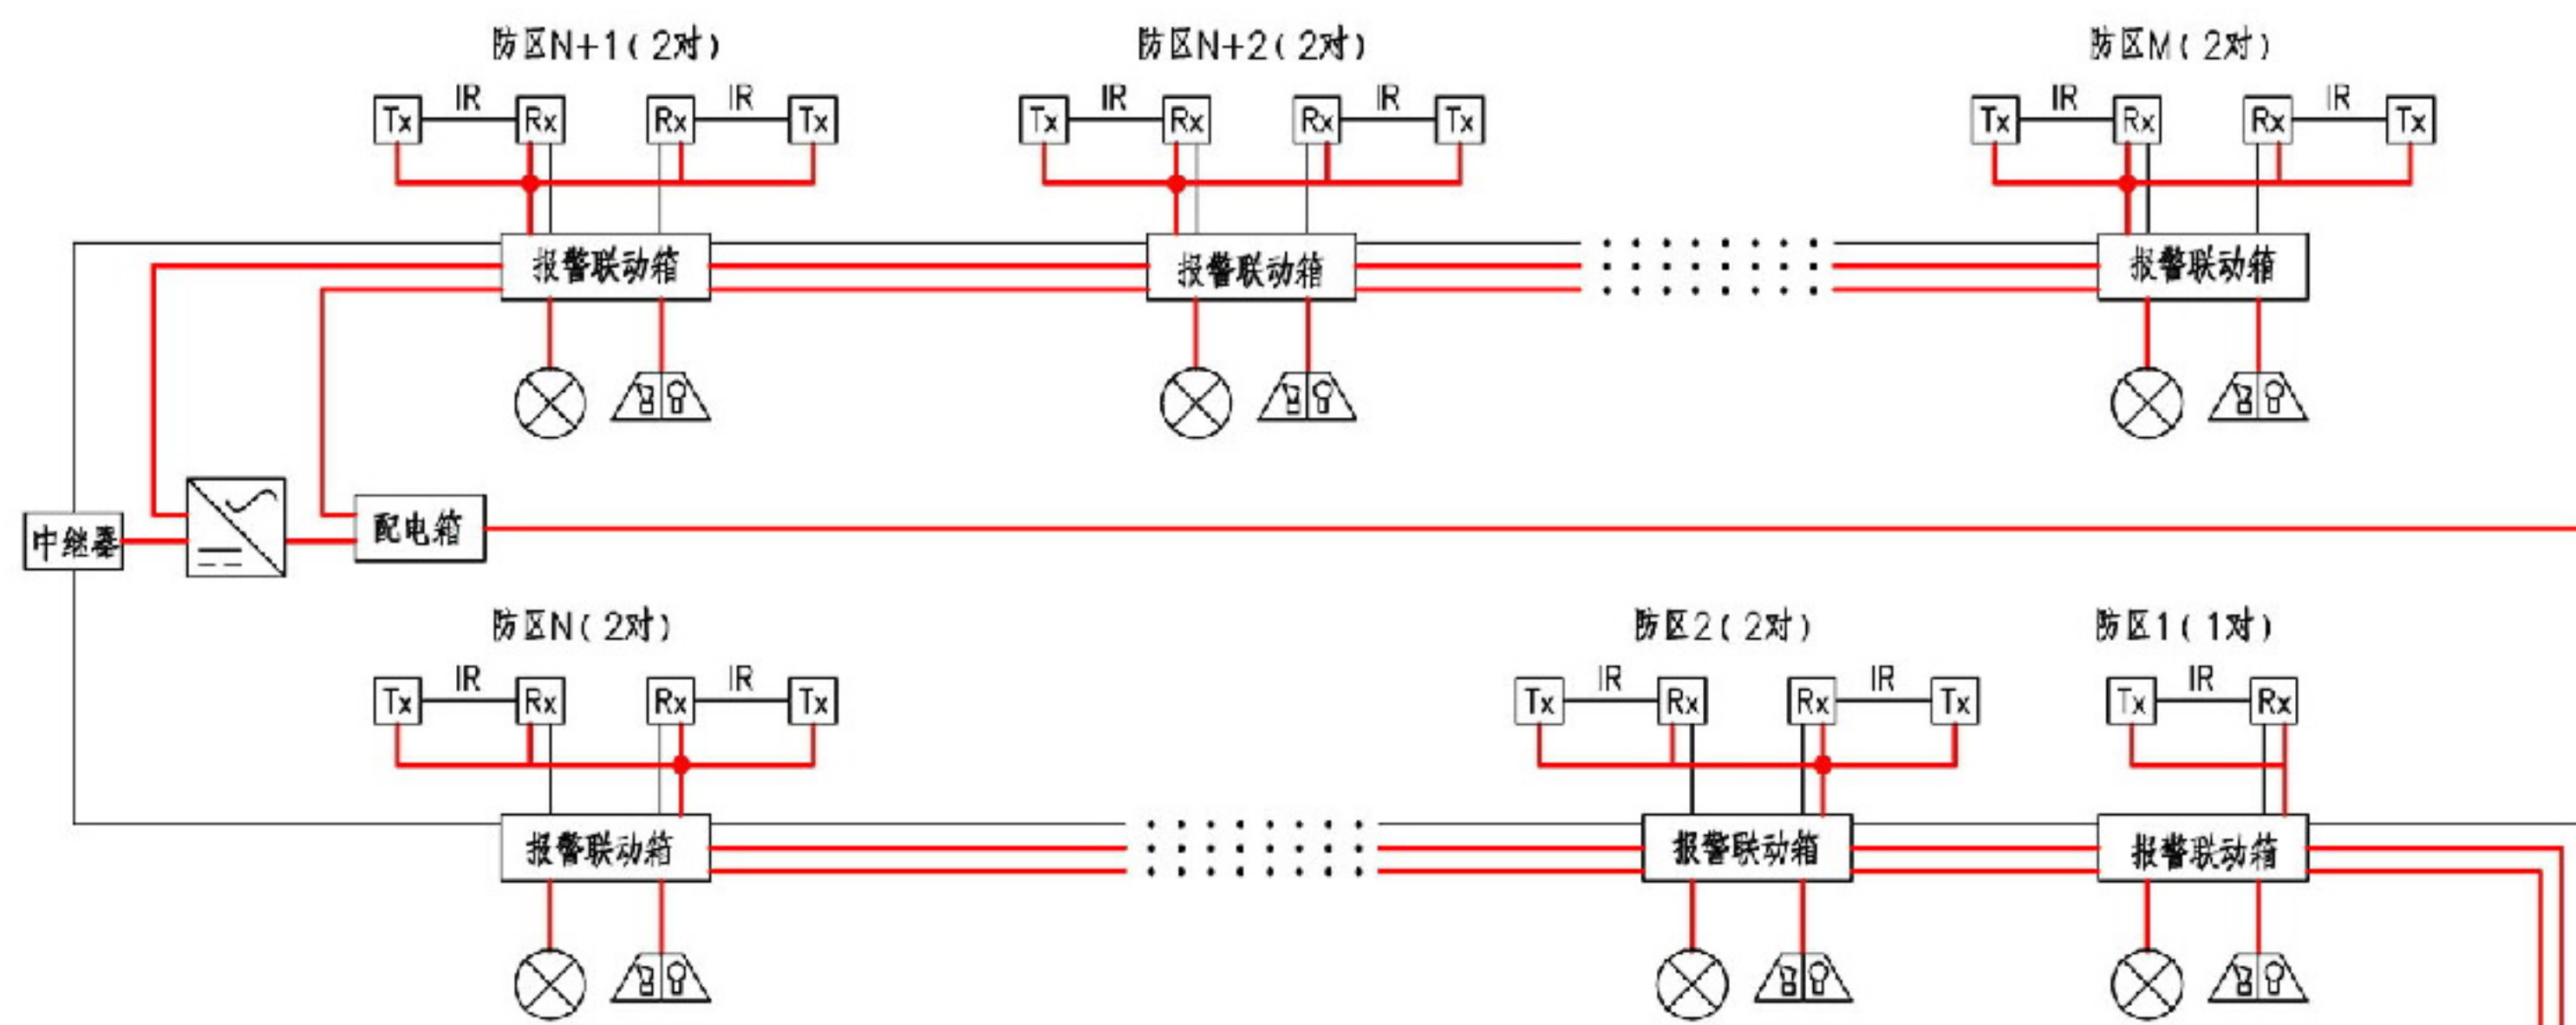 防区N+1(2对) 防区N+2(2对) 防区M(2对)
IR IR IR IR IR IR
Tx Rx Rx Tx Tx Rx Rx Tx Tx Rx Rx Tx
报警联动箱 报警联动箱 报警联动箱
中继器 配电箱
防区N(2对) 防区2(2对) 防区1(1对)
IR IR IR IR IR
Tx Rx Rx Tx Tx Rx Rx Tx Tx Rx
报警联动箱 报警联动箱 报警联动箱